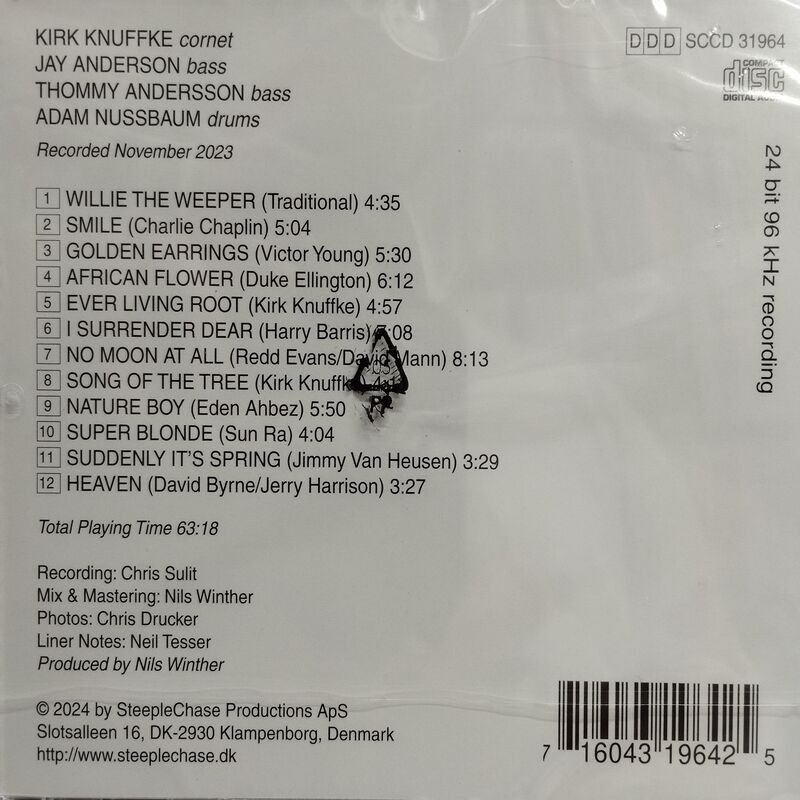 KIRK KNUFFKE cornet
JAY ANDERSON bass
THOMMY ANDERSSON bass
ADAM NUSSBAUM drums
Recorded November 2023
DDD SCCD 31964
COMPACT
disc
DIGITAL AUDIO
24 bit 96 kHz recording
1 WILLIE THE WEEPER (Traditional) 4:35
2 SMILE (Charlie Chaplin) 5:04
3 GOLDEN EARRINGS (Victor Young) 5:30
4 AFRICAN FLOWER (Duke Ellington) 6:12
5 EVER LIVING ROOT (Kirk Knuffke) 4:57
6 I SURRENDER DEAR (Harry Barris) 7:08
7 NO MOON AT ALL (Redd Evans/David Mann) 8:13
8 SONG OF THE TREE (Kirk Knuffke)
9 NATURE BOY (Eden Ahbez) 5:50
10 SUPER BLONDE (Sun Ra) 4:04
11 SUDDENLY IT'S SPRING (Jimmy Van Heusen) 3:29
12 HEAVEN (David Byrne/Jerry Harrison) 3:27
Total Playing Time 63:18
Recording: Chris Sulit
Mix & Mastering: Nils Winther
Photos: Chris Drucker
Liner Notes: Neil Tesser
Produced by Nils Winther
© 2024 by SteepleChase Productions ApS
Slotsalleen 16, DK-2930 Klampenborg, Denmark
http://www.steeplechase.dk
7 16043 19642 5